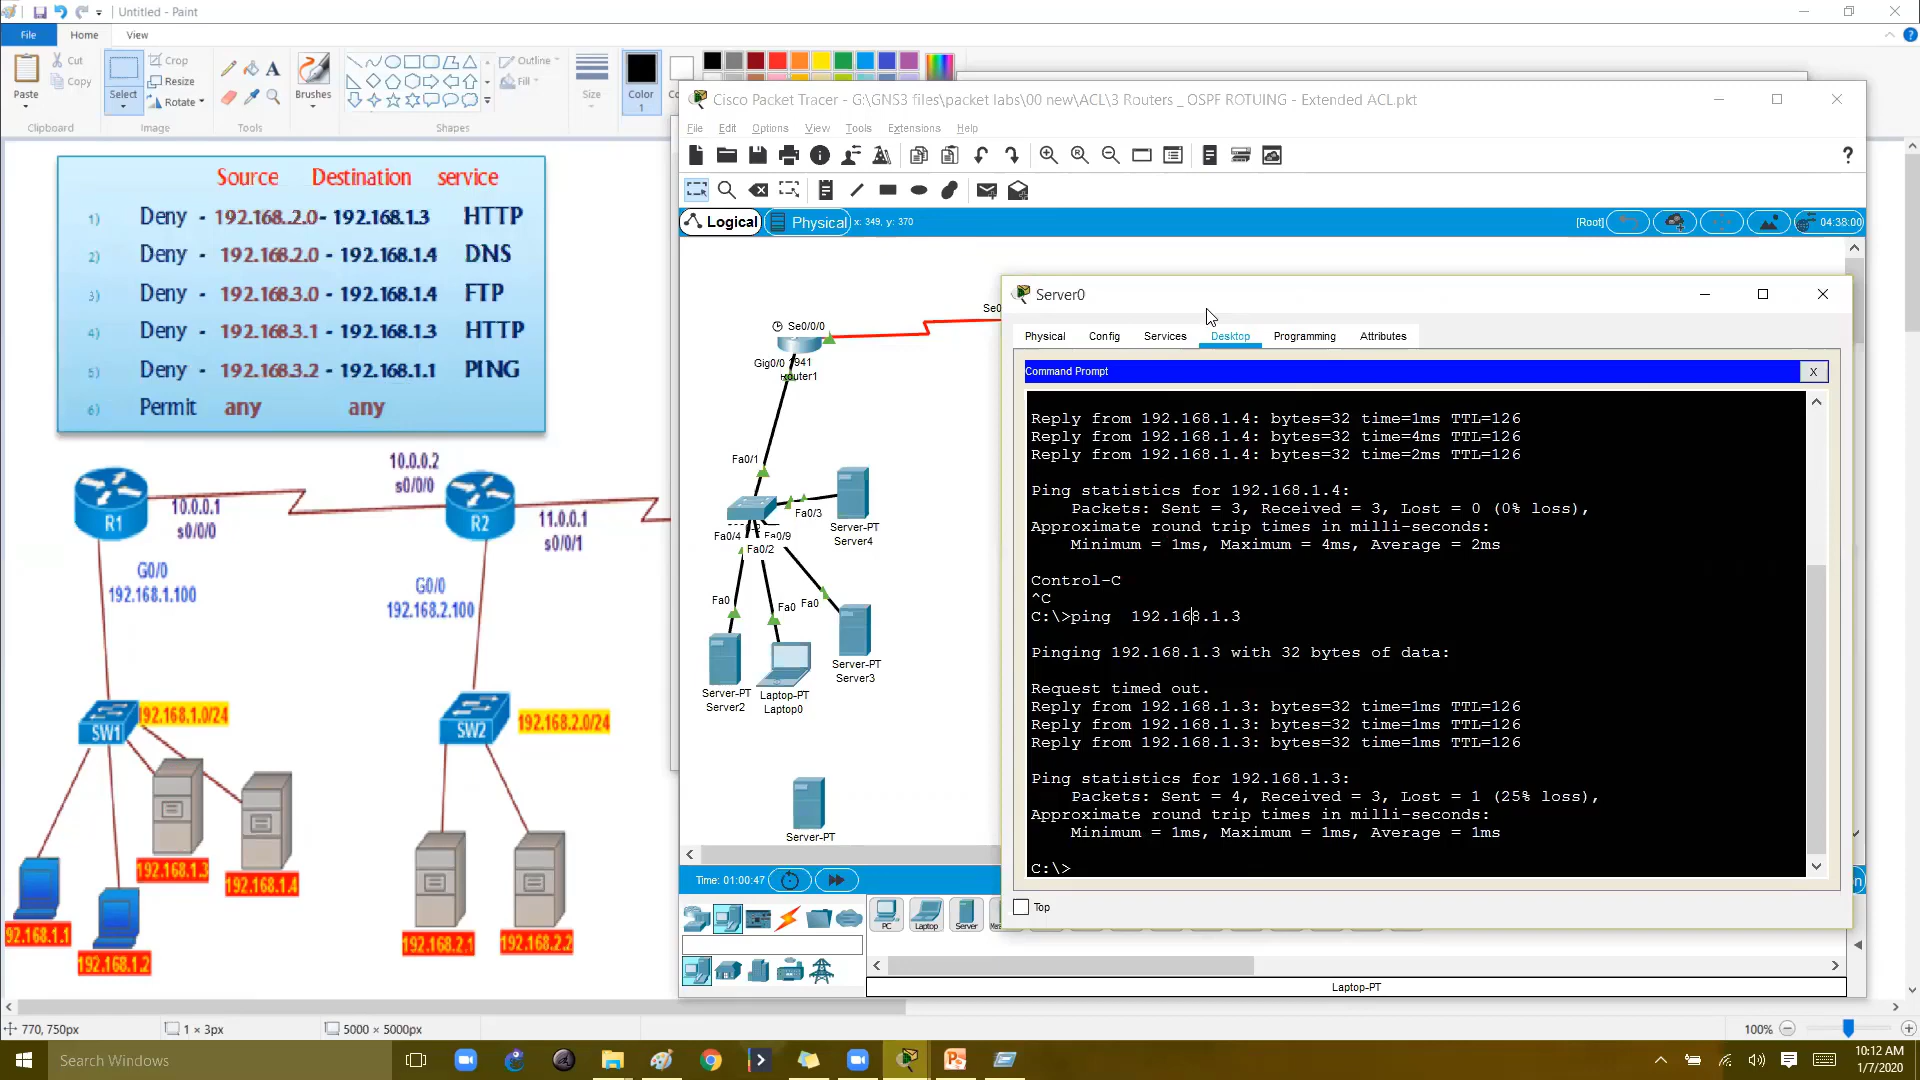 Untitled - Paint
File Home View
Paste Cut Copy Clipboard
Select Crop Resize Rotate Image
Tools
Brushes
Shapes
Outline Fill
Size
Color 1
Source Destination service
1) Deny - 192.168..2.0 - 192.168.1.3 HTTP
2) Deny - 192.168.2.0 - 192.168.1.4 DNS
3) Deny - 192.168.3.0 - 192.168.1.4 FTP
4) Deny - 192.168.3.1 - 192.168.1.3 HTTP
5) Deny - 192.168.3.2 - 192.168.1.1 PING
6) Permit any any
R1
10.0.0.1
s0/0/0
10.0.0.2
s0/0/0
R2
11.0.0.1
s0/0/1
G0/0
192.168.1.100
G0/0
192.168.2.100
SW1
192.168.1.0/24
SW2
192.168.2.0/24
192.168.1.3
192.168.1.4
192.168.1.1
192.168.1.2
192.168.2.1
192.168.2.2
770, 750px
1 × 3px
5000 × 5000px
100%
Cisco Packet Tracer - G:\GNS3 files\packet labs\00 new\ACL\3 Routers _ OSPF ROTUING - Extended ACL.pkt
File Edit Options View Tools Extensions Help
Logical Physical x: 349, y: 370
[Root] 04:38:00
Se0/0/0
Gig0/0 1941
Router1
Se0
Fa0/1
Fa0/3
Server-PT
Server4
Fa0/4 Fa0/9
Fa0/2
Fa0 Fa0 Fa0
Server-PT
Server2
Laptop-PT
Laptop0
Server-PT
Server3
Server-PT
Time: 01:00:47
PC Laptop Server
Laptop-PT
Server0
Physical Config Services Desktop Programming Attributes
Command Prompt X
Reply from 192.168.1.4: bytes=32 time=1ms TTL=126
Reply from 192.168.1.4: bytes=32 time=4ms TTL=126
Reply from 192.168.1.4: bytes=32 time=2ms TTL=126
Ping statistics for 192.168.1.4:
Packets: Sent = 3, Received = 3, Lost = 0 (0% loss),
Approximate round trip times in milli-seconds:
Minimum = 1ms, Maximum = 4ms, Average = 2ms
Control-C
^C
C:\>ping 192.168.1.3
Pinging 192.168.1.3 with 32 bytes of data:
Request timed out.
Reply from 192.168.1.3: bytes=32 time=1ms TTL=126
Reply from 192.168.1.3: bytes=32 time=1ms TTL=126
Reply from 192.168.1.3: bytes=32 time=1ms TTL=126
Ping statistics for 192.168.1.3:
Packets: Sent = 4, Received = 3, Lost = 1 (25% loss),
Approximate round trip times in milli-seconds:
Minimum = 1ms, Maximum = 1ms, Average = 1ms
C:\>
Top
Search Windows
10:12 AM
1/7/2020